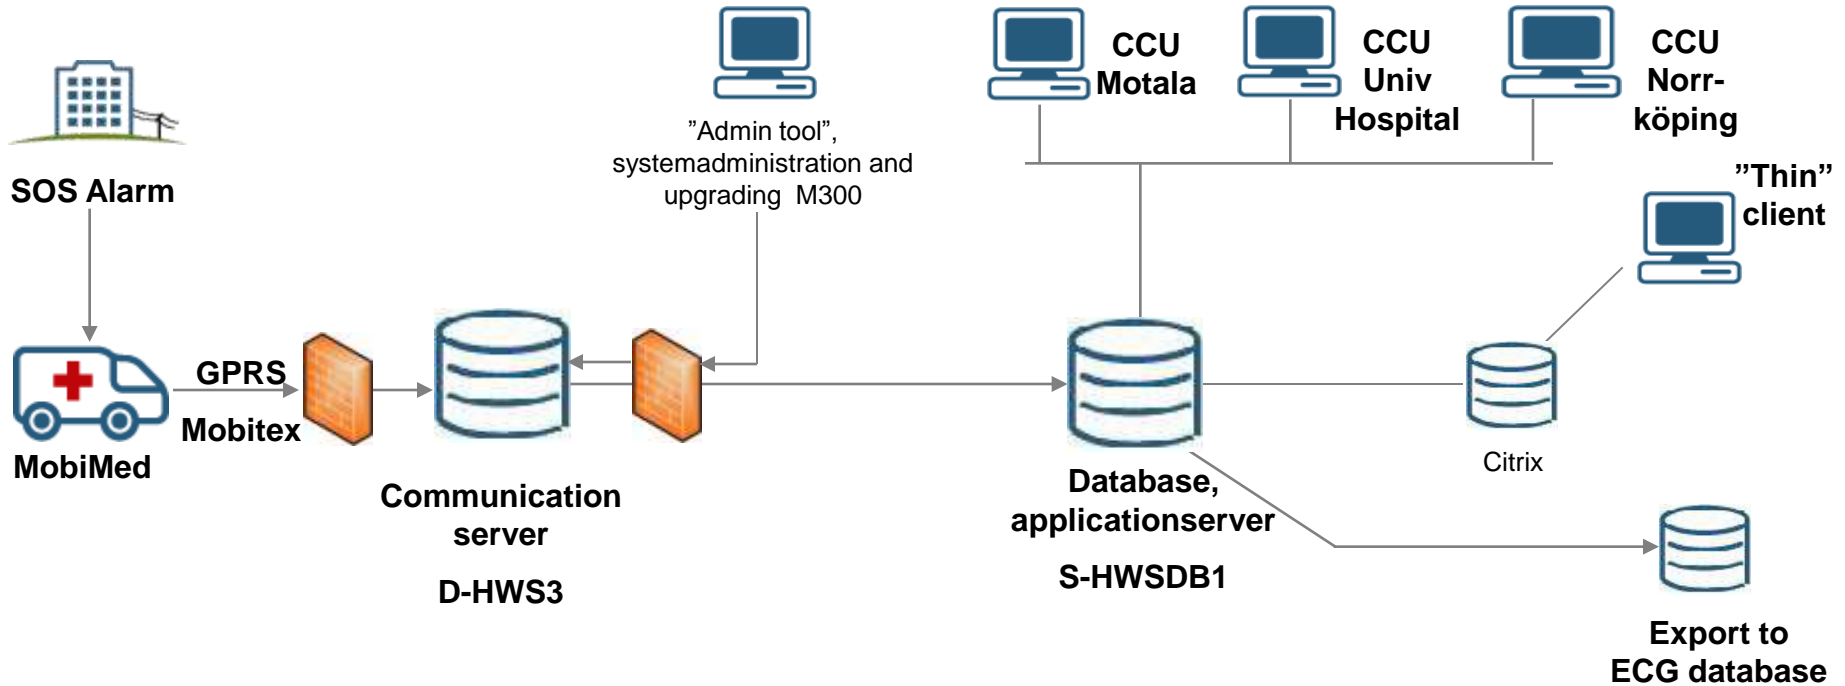 SOS Alarm
GPRS
Mobitex
MobiMed
Communication
server
D-HWS3
”Admin tool”,
systemadministration and
upgrading M300
CCU
Motala
CCU
Univ
Hospital
CCU
Norr-
köping
”Thin”
client
Database,
applicationserver
S-HWSDB1
Citrix
Export to
ECG database